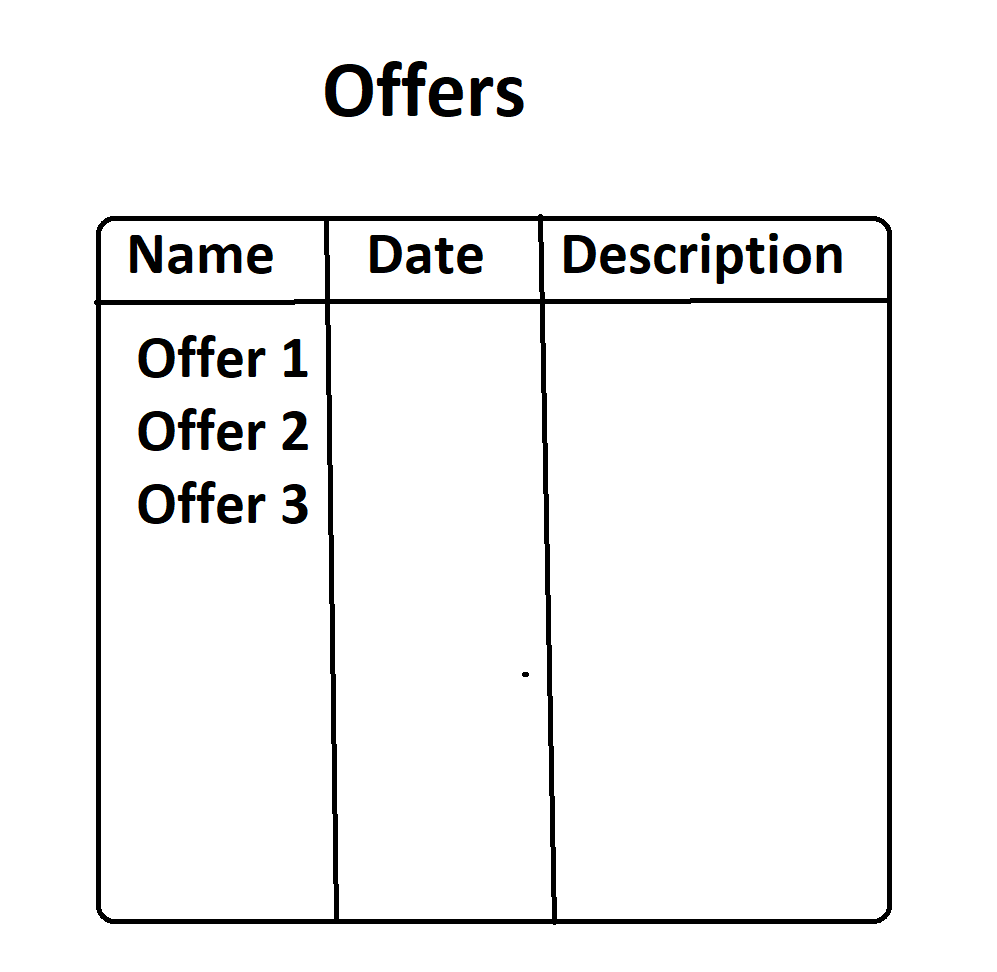 Offers
Name Date Description
Offer 1
Offer 2
Offer 3